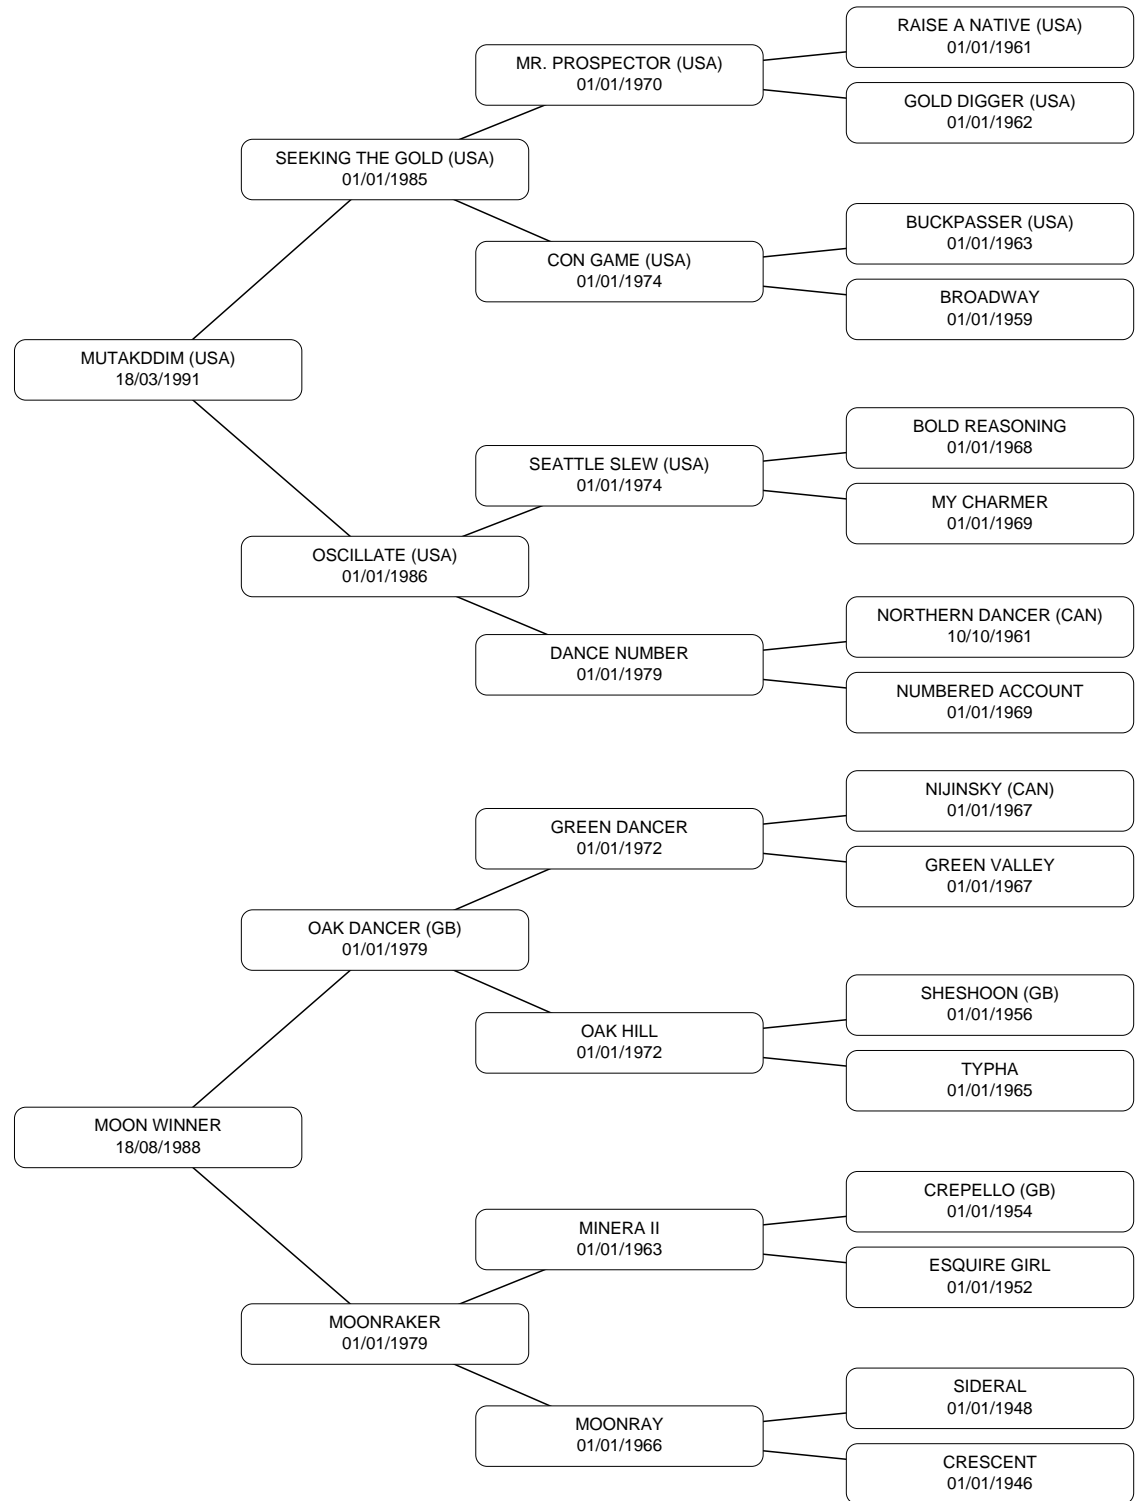 RAISE A NATIVE (USA)
01/01/1961
MR. PROSPECTOR (USA)
01/01/1970
GOLD DIGGER (USA)
01/01/1962
SEEKING THE GOLD (USA)
01/01/1985
BUCKPASSER (USA)
01/01/1963
CON GAME (USA)
01/01/1974
BROADWAY
01/01/1959
MUTAKDDIM (USA)
18/03/1991
BOLD REASONING
01/01/1968
SEATTLE SLEW (USA)
01/01/1974
MY CHARMER
01/01/1969
OSCILLATE (USA)
01/01/1986
NORTHERN DANCER (CAN)
10/10/1961
DANCE NUMBER
01/01/1979
NUMBERED ACCOUNT
01/01/1969
NIJINSKY (CAN)
01/01/1967
GREEN DANCER
01/01/1972
GREEN VALLEY
01/01/1967
OAK DANCER (GB)
01/01/1979
SHESHOON (GB)
01/01/1956
OAK HILL
01/01/1972
TYPHA
01/01/1965
MOON WINNER
18/08/1988
CREPELLO (GB)
01/01/1954
MINERA II
01/01/1963
ESQUIRE GIRL
01/01/1952
MOONRAKER
01/01/1979
SIDERAL
01/01/1948
MOONRAY
01/01/1966
CRESCENT
01/01/1946